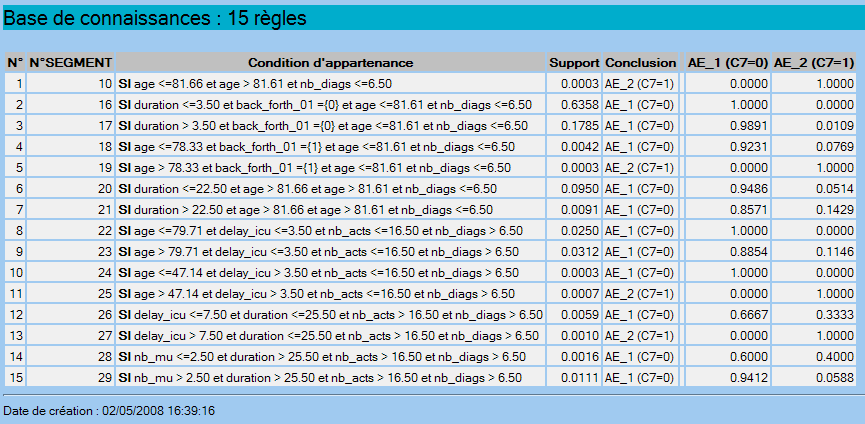 Base de connaissances : 15 règles
N° N°SEGMENT Condition d'appartenance Support Conclusion AE_1 (C7=0) AE_2 (C7=1)
1 10 SI age <=81.66 et age > 81.61 et nb_diags <=6.50 0.0003 AE_2 (C7=1) 0.0000 1.0000
2 16 SI duration <=3.50 et back_forth_01 ={0} et age <=81.61 et nb_diags <=6.50 0.6358 AE_1 (C7=0) 1.0000 0.0000
3 17 SI duration > 3.50 et back_forth_01 ={0} et age <=81.61 et nb_diags <=6.50 0.1785 AE_1 (C7=0) 0.9891 0.0109
4 18 SI age <=78.33 et back_forth_01 ={1} et age <=81.61 et nb_diags <=6.50 0.0042 AE_1 (C7=0) 0.9231 0.0769
5 19 SI age > 78.33 et back_forth_01 ={1} et age <=81.61 et nb_diags <=6.50 0.0003 AE_2 (C7=1) 0.0000 1.0000
6 20 SI duration <=22.50 et age > 81.66 et age > 81.61 et nb_diags <=6.50 0.0950 AE_1 (C7=0) 0.9486 0.0514
7 21 SI duration > 22.50 et age > 81.66 et age > 81.61 et nb_diags <=6.50 0.0091 AE_1 (C7=0) 0.8571 0.1429
8 22 SI age <=79.71 et delay_icu <=3.50 et nb_acts <=16.50 et nb_diags > 6.50 0.0250 AE_1 (C7=0) 1.0000 0.0000
9 23 SI age > 79.71 et delay_icu <=3.50 et nb_acts <=16.50 et nb_diags > 6.50 0.0312 AE_1 (C7=0) 0.8854 0.1146
10 24 SI age <=47.14 et delay_icu > 3.50 et nb_acts <=16.50 et nb_diags > 6.50 0.0003 AE_1 (C7=0) 1.0000 0.0000
11 25 SI age > 47.14 et delay_icu > 3.50 et nb_acts <=16.50 et nb_diags > 6.50 0.0007 AE_2 (C7=1) 0.0000 1.0000
12 26 SI delay_icu <=7.50 et duration <=25.50 et nb_acts > 16.50 et nb_diags > 6.50 0.0059 AE_1 (C7=0) 0.6667 0.3333
13 27 SI delay_icu > 7.50 et duration <=25.50 et nb_acts > 16.50 et nb_diags > 6.50 0.0010 AE_2 (C7=1) 0.0000 1.0000
14 28 SI nb_mu <=2.50 et duration > 25.50 et nb_acts > 16.50 et nb_diags > 6.50 0.0016 AE_1 (C7=0) 0.6000 0.4000
15 29 SI nb_mu > 2.50 et duration > 25.50 et nb_acts > 16.50 et nb_diags > 6.50 0.0111 AE_1 (C7=0) 0.9412 0.0588
Date de création : 02/05/2008 16:39:16